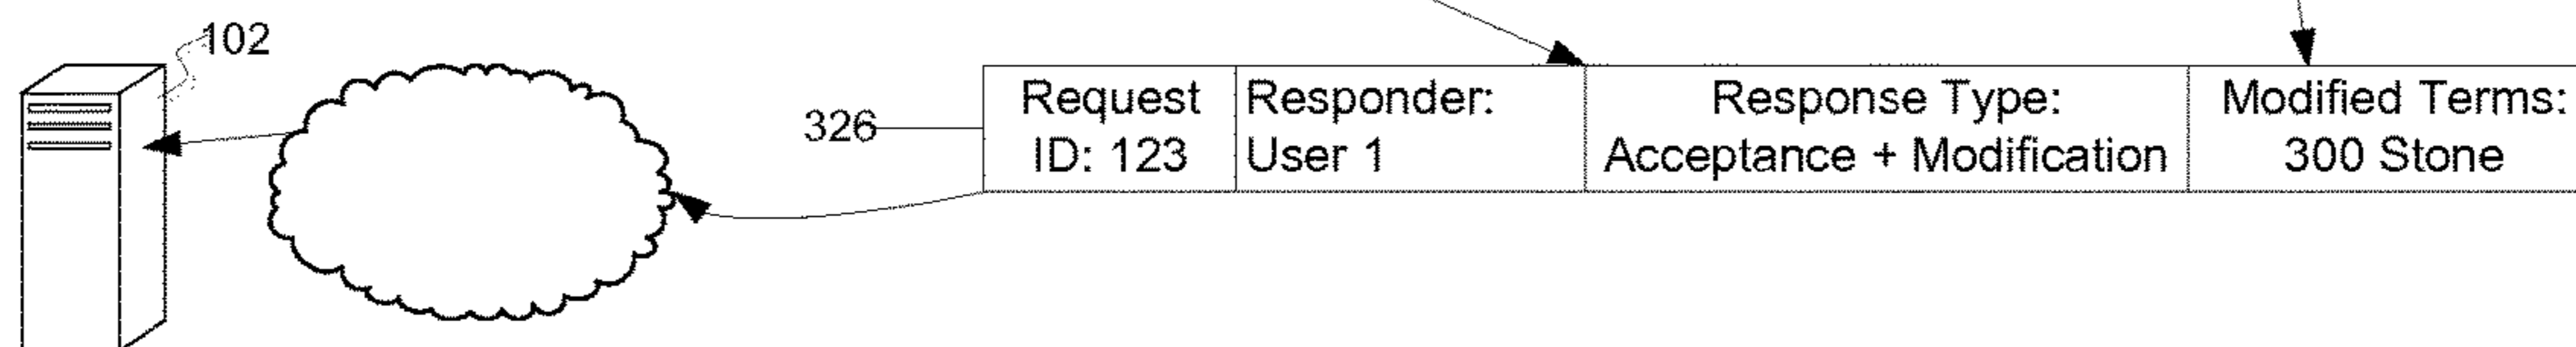 102
326
Request
ID: 123
Responder:
User 1
Response Type:
Acceptance + Modification
Modified Terms:
300 Stone